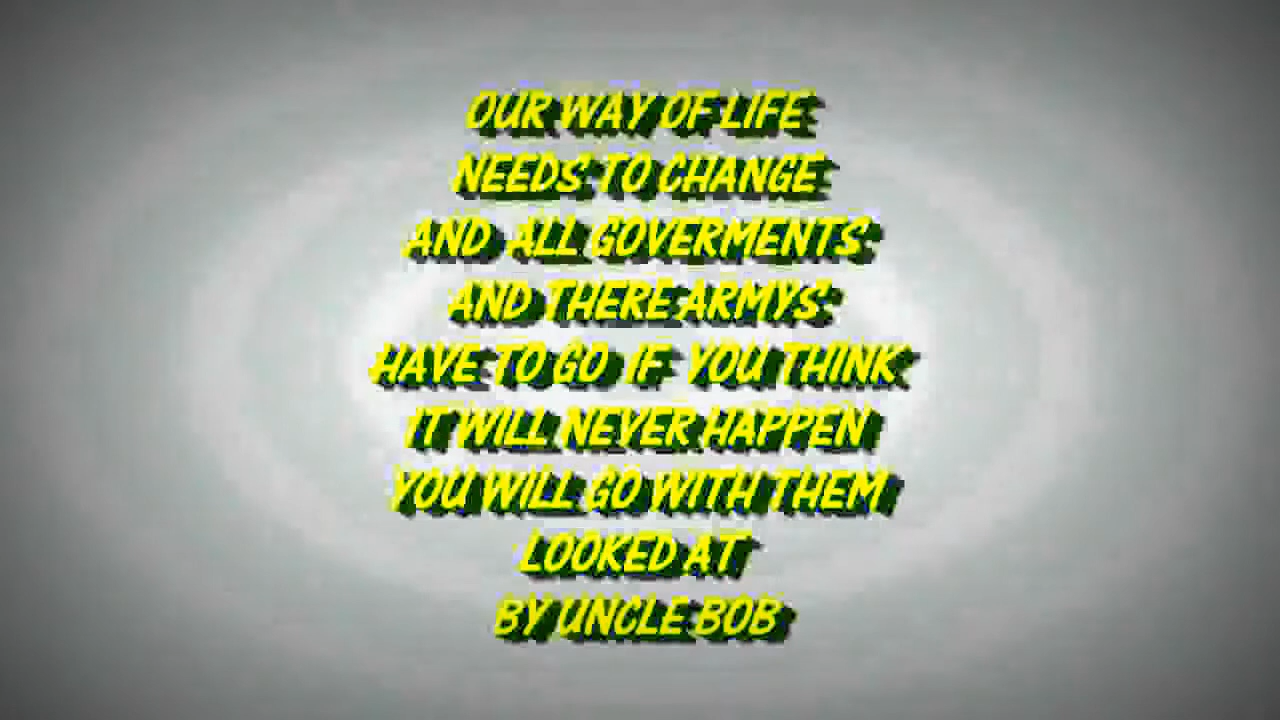 OUR WAY OF LIFE
NEEDS TO CHANGE
AND ALL GOVERMENTS
AND THERE ARMYS
HAVE TO GO IF YOU THINK
IT WILL NEVER HAPPEN
YOU WILL GO WITH THEM
LOOKED AT
BY UNCLE BOB